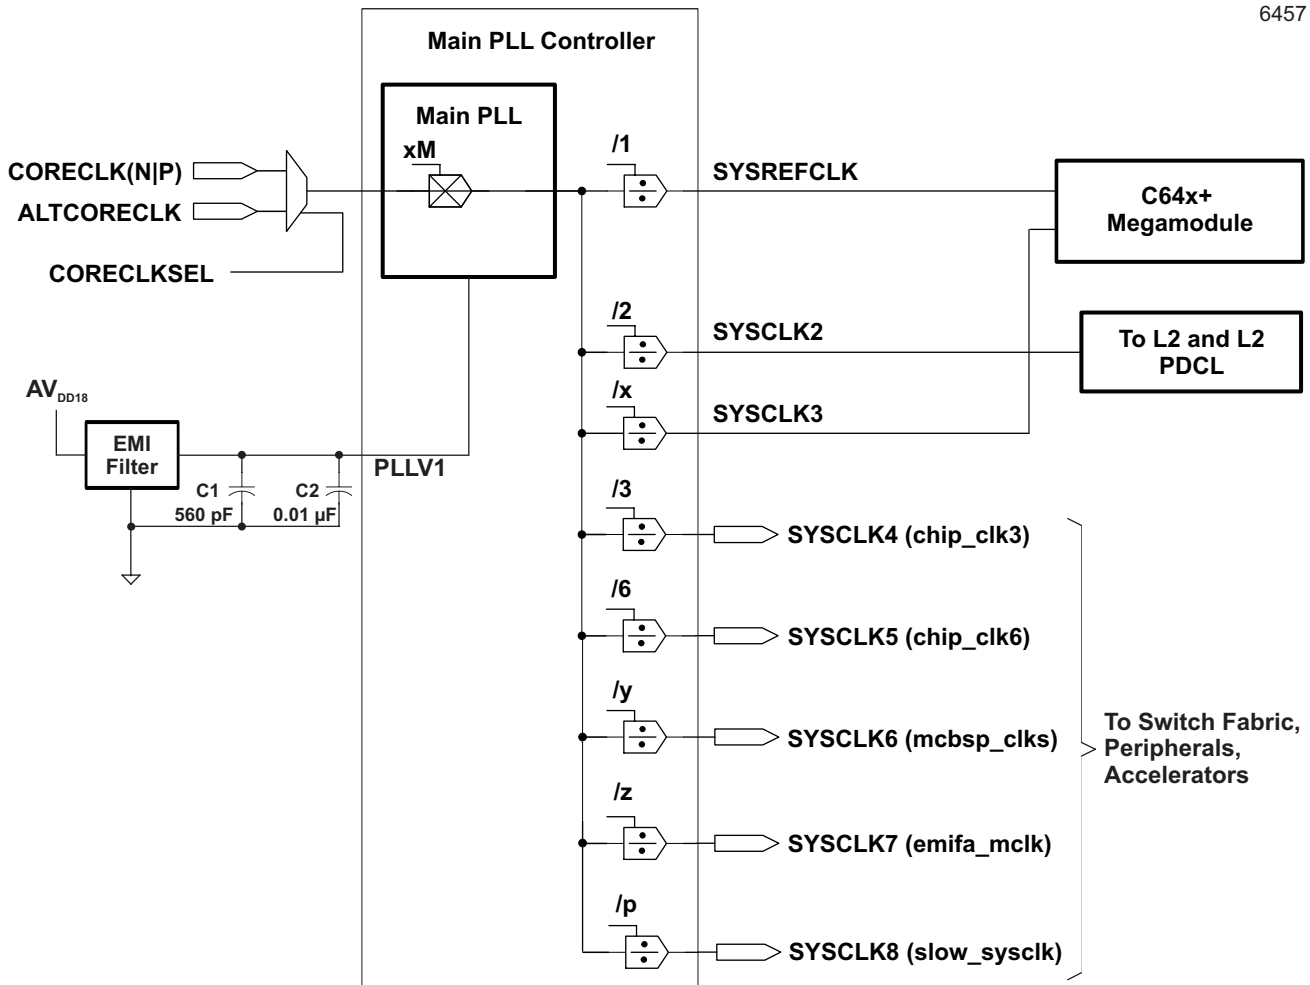 6457
Main PLL Controller
Main PLL
xM
/1
CORECLK(N|P)
SYSREFCLK
C64x+
Megamodule
ALTCORECLK
CORECLKSEL
/2
SYSCLK2
To L2 and L2
PDCL
/x
SYSCLK3
AVDD18
EMI
Filter
PLLV1
C1
560 pF
C2
0.01 µF
/3
SYSCLK4 (chip_clk3)
/6
SYSCLK5 (chip_clk6)
/y
SYSCLK6 (mcbsp_clks)
To Switch Fabric,
Peripherals,
Accelerators
/z
SYSCLK7 (emifa_mclk)
/p
SYSCLK8 (slow_sysclk)